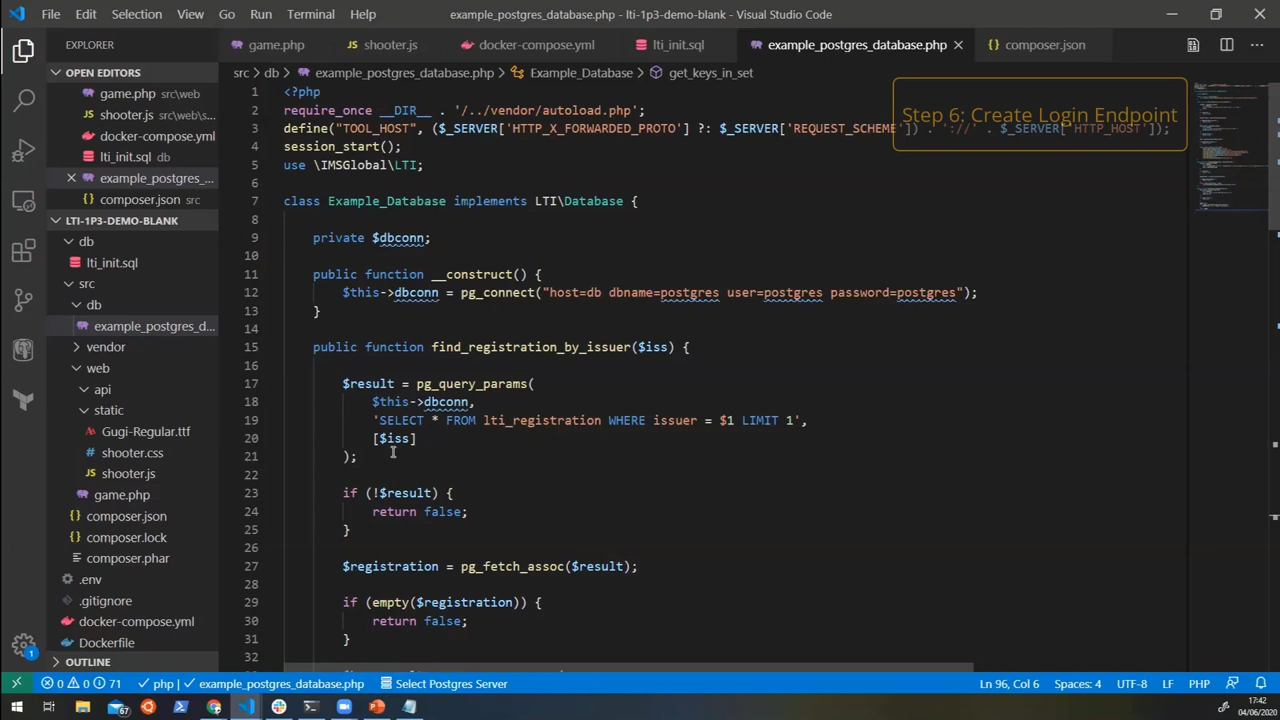 File Edit Selection View Go Run Terminal Help example_postgres_database.php - lti-1p3-demo-blank - Visual Studio Code
EXPLORER
game.php shooter.js docker-compose.yml lti_init.sql example_postgres_database.php composer.json
OPEN EDITORS
game.php src\web
shooter.js src\web\s...
docker-compose.yml
lti_init.sql db
example_postgres_...
composer.json src
LTI-1P3-DEMO-BLANK
db
lti_init.sql
src
db
example_postgres_d...
vendor
web
api
static
Gugi-Regular.ttf
shooter.css
shooter.js
game.php
composer.json
composer.lock
composer.phar
.env
.gitignore
docker-compose.yml
Dockerfile
OUTLINE
src > db > example_postgres_database.php > Example_Database > get_keys_in_set
Step 6: Create Login Endpoint
1 <?php
2 require_once __DIR__ . '/../vendor/autoload.php';
3 define("TOOL_HOST", ($_SERVER['HTTP_X_FORWARDED_PROTO'] ?: $_SERVER['REQUEST_SCHEME']) . '://' . $_SERVER['HTTP_HOST']);
4 session_start();
5 use \IMSGlobal\LTI;
6
7 class Example_Database implements LTI\Database {
8
9 private $dbconn;
10
11 public function __construct() {
12 $this->dbconn = pg_connect("host=db dbname=postgres user=postgres password=postgres");
13 }
14
15 public function find_registration_by_issuer($iss) {
16
17 $result = pg_query_params(
18 $this->dbconn,
19 'SELECT * FROM lti_registration WHERE issuer = $1 LIMIT 1',
20 [$iss]
21 );
22
23 if (!$result) {
24 return false;
25 }
26
27 $registration = pg_fetch_assoc($result);
28
29 if (empty($registration)) {
30 return false;
31 }
32
0 0 71 php example_postgres_database.php Select Postgres Server Ln 96, Col 6 Spaces: 4 UTF-8 LF PHP
1
67
17:42
04/06/2020